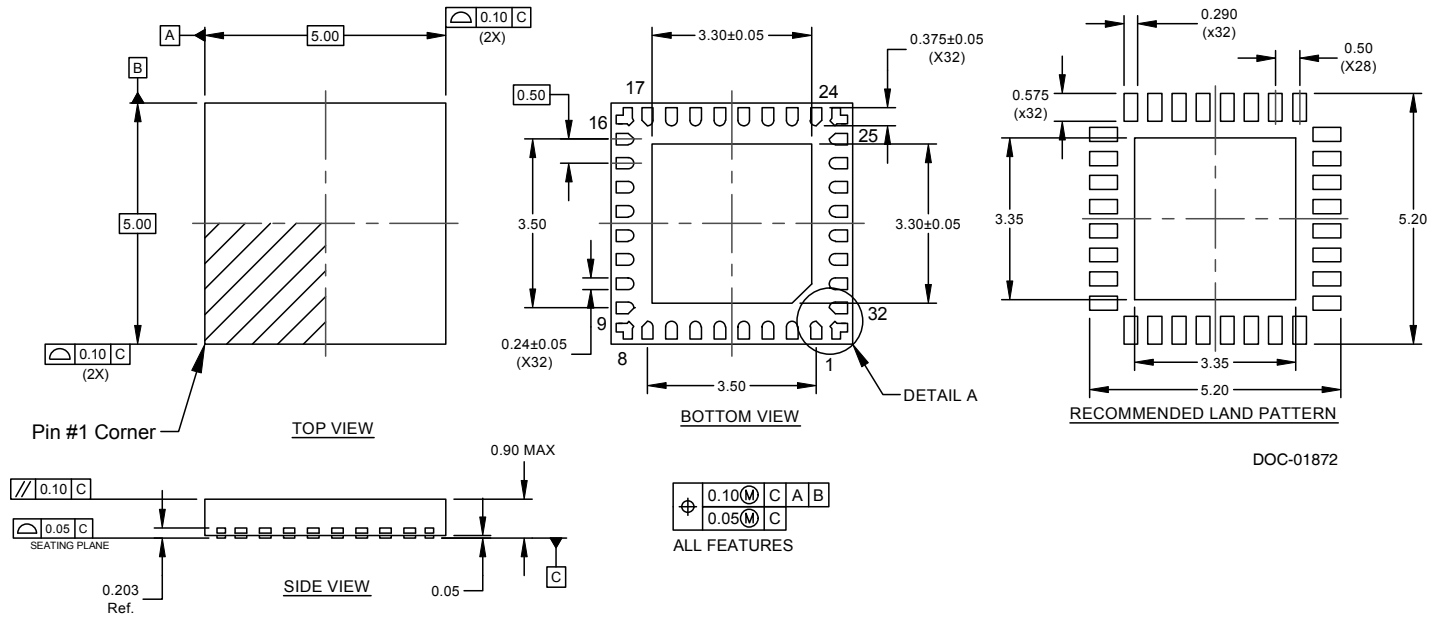 A
5.00
⌓ 0.10 C
(2X)
B
5.00
⌓ 0.10 C
(2X)
Pin #1 Corner
TOP VIEW
3.30±0.05
0.375±0.05
(X32)
0.50
17
24
16
25
3.50
3.30±0.05
9
32
0.24±0.05
(X32)
8
1
3.50
DETAIL A
BOTTOM VIEW
0.290
(x32)
0.50
(X28)
0.575
(x32)
3.35
5.20
3.35
5.20
RECOMMENDED LAND PATTERN
DOC-01872
// 0.10 C
0.90 MAX
⌓ 0.05 C
SEATING PLANE
0.203
Ref.
SIDE VIEW
0.05
C
⌖ 0.10Ⓜ C A B
0.05Ⓜ C
ALL FEATURES